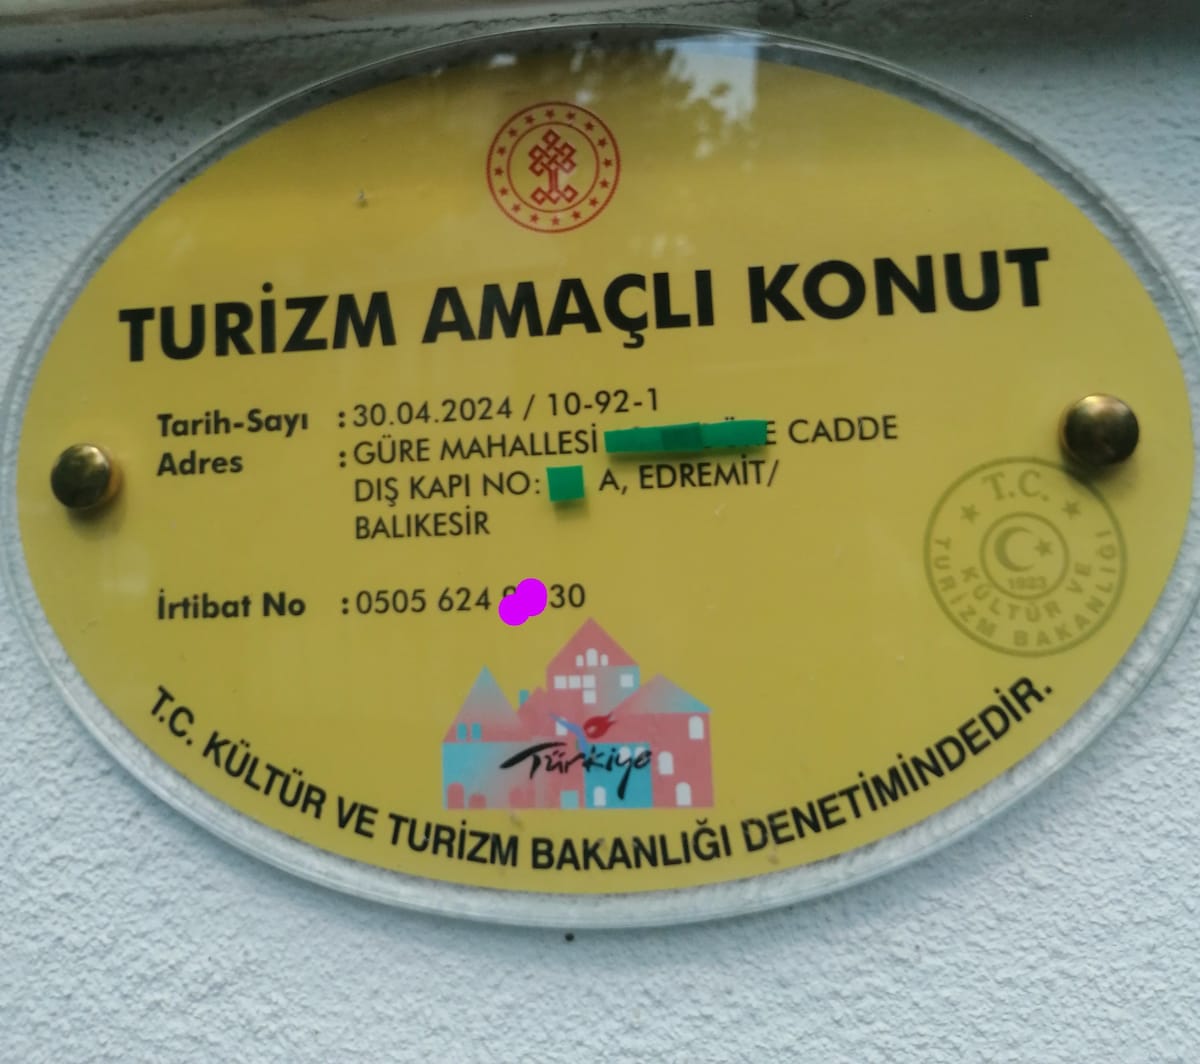 TURİZM AMAÇLI KONUT
Tarih-Sayı : 30.04.2024 / 10-92-1
Adres : GÜRE MAHALLESİ CADDE
DIŞ KAPI NO: A, EDREMİT/
BALIKESİR
İrtibat No : 0505 624 30
T.C.
KÜLTÜR VE
TURİZM BAKANLIĞI
1923
Türkiye
T.C. KÜLTÜR VE TURİZM BAKANLIĞI DENETİMİNDEDİR.